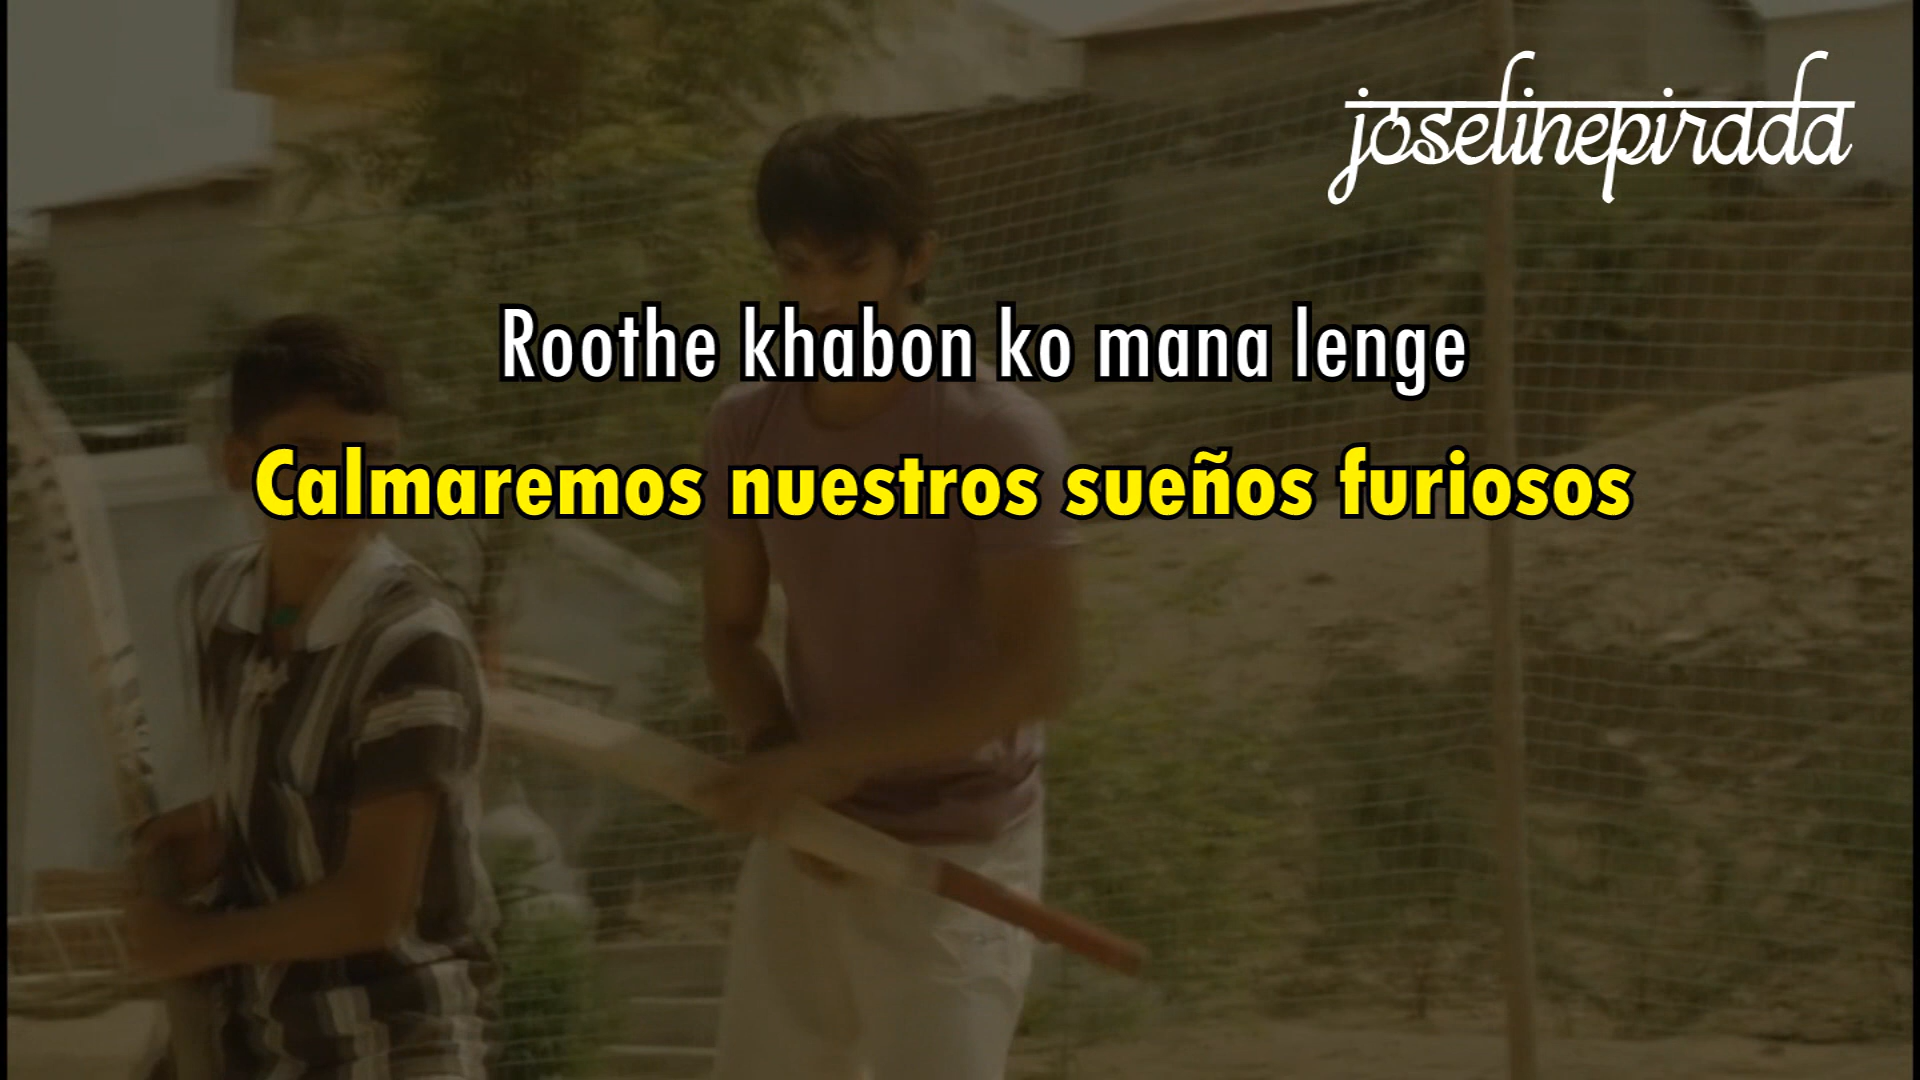 joselinepirada
Roothe khabon ko mana lenge
Calmaremos nuestros sueños furiosos